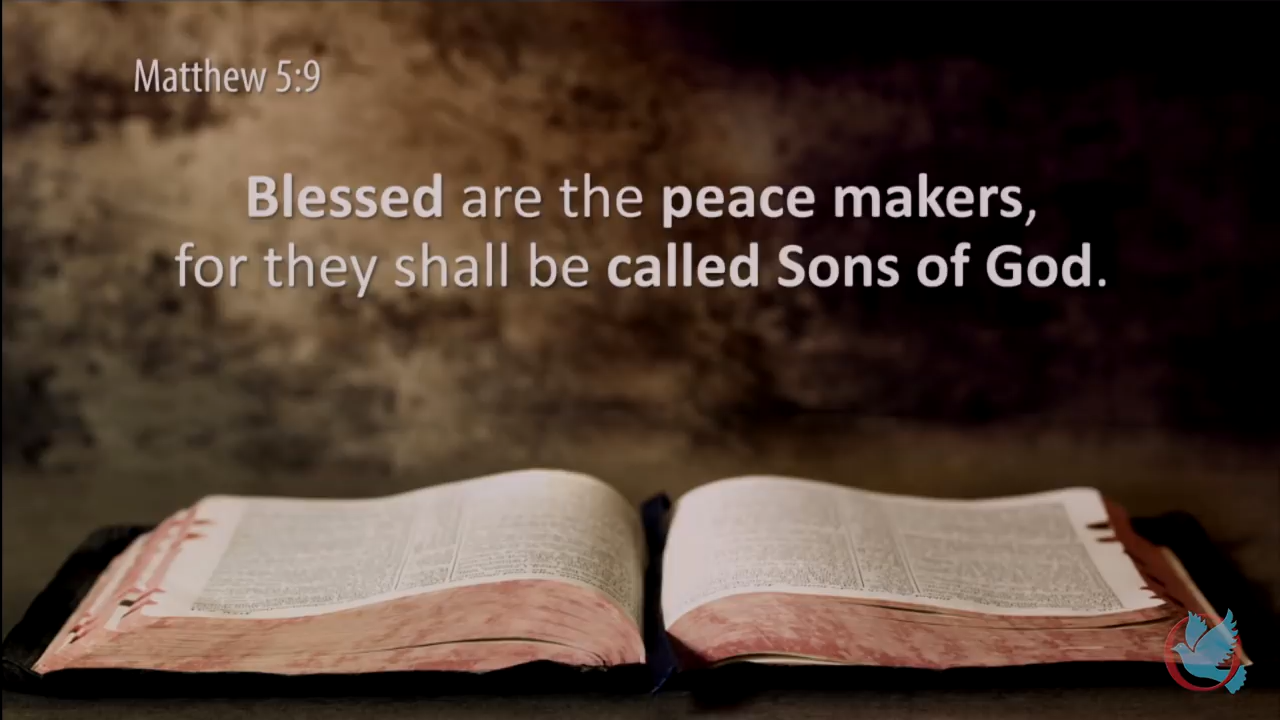 Matthew 5:9
Blessed are the peace makers,
for they shall be called Sons of God.